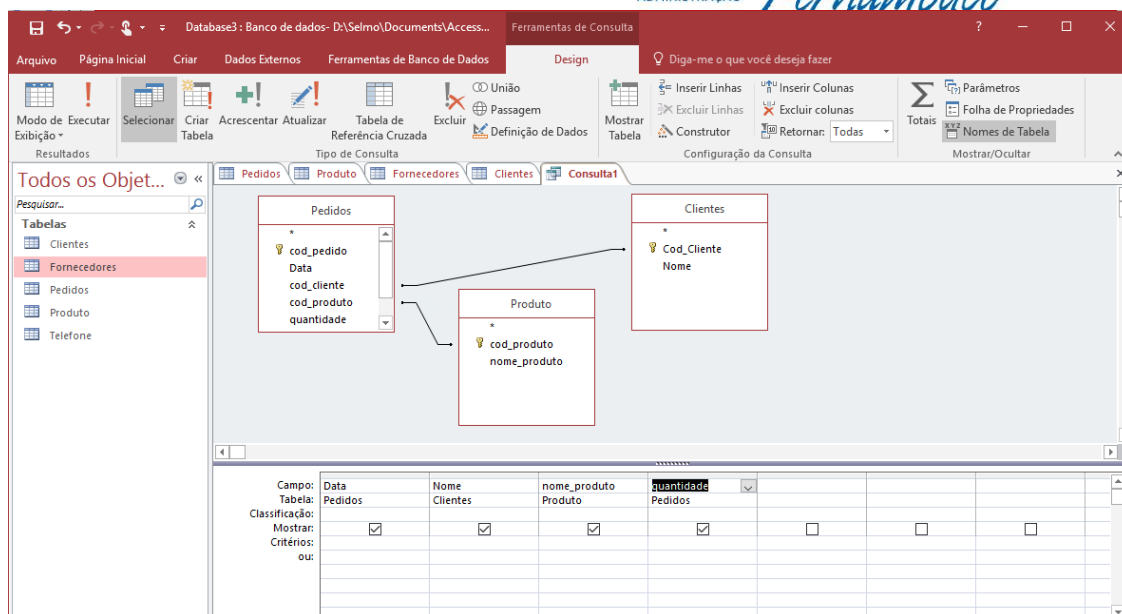 ADMINISTRAÇÃO Pernambuco
Database3 : Banco de dados- D:\Selmo\Documents\Access... Ferramentas de Consulta ?
Arquivo Página Inicial Criar Dados Externos Ferramentas de Banco de Dados Design Diga-me o que você deseja fazer
Modo de Exibição Executar Selecionar Criar Tabela Acrescentar Atualizar Tabela de Referência Cruzada Excluir União Passagem Definição de Dados Mostrar Tabela Inserir Linhas Excluir Linhas Construtor Inserir Colunas Excluir colunas Retornar: Todas Totais Parâmetros Folha de Propriedades XYZ Nomes de Tabela
Resultados Tipo de Consulta Configuração da Consulta Mostrar/Ocultar
Todos os Objet... «
Pedidos Produto Fornecedores Clientes Consulta1
Pesquisar...
Tabelas
Clientes
Fornecedores
Pedidos
Produto
Telefone
Pedidos
*
cod_pedido
Data
cod_cliente
cod_produto
quantidade
Produto
*
cod_produto
nome_produto
Clientes
*
Cod_Cliente
Nome
Campo: Data Nome nome_produto quantidade
Tabela: Pedidos Clientes Produto Pedidos
Classificação:
Mostrar:
Critérios:
ou: